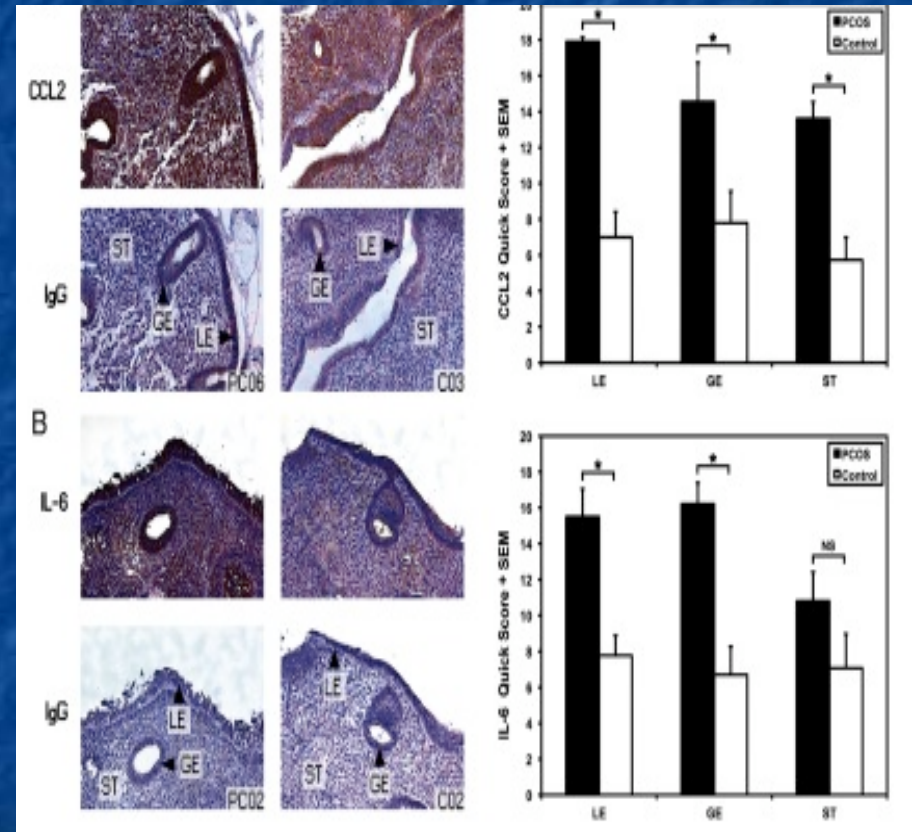 CCL2
IgG
ST
GE
LE
PC06
LE
GE
ST
C03
CCL2 Quick Score + SEM
20
18
16
14
12
10
8
6
4
2
0
*
*
*
PCOS
Control
LE
GE
ST
B
IL-6
IgG
LE
GE
ST
PC02
LE
ST
GE
C02
IL-6 Quick Score + SEM
20
18
16
14
12
10
8
6
4
2
0
*
*
NS
PCOS
Control
LE
GE
ST